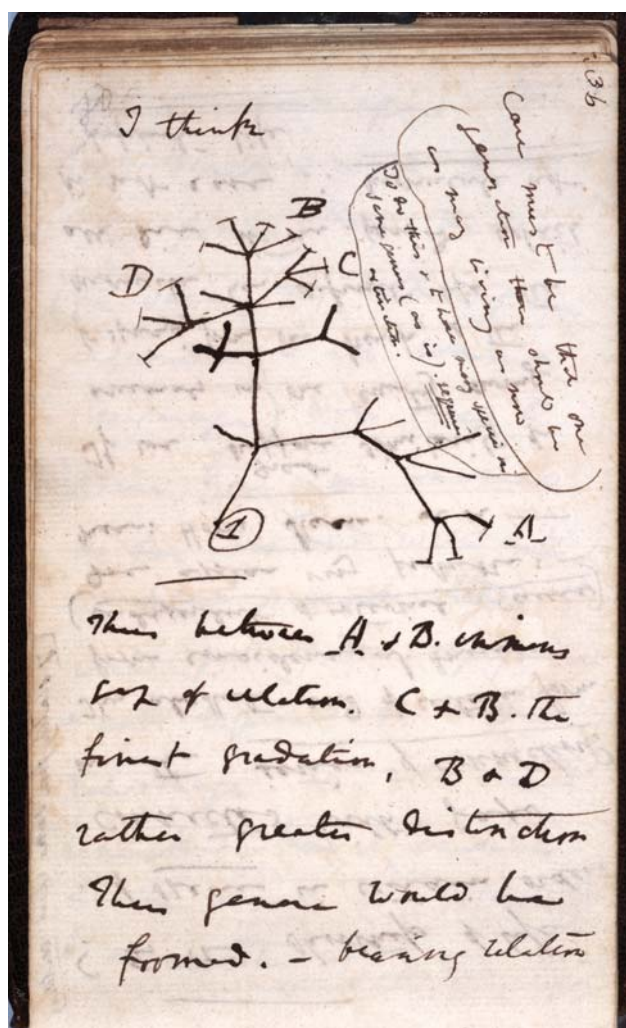 36
I think
Case must be that one
generation then should be
as many living as now
To do this & to have many species in
same genus (as is). requires
extinction.
B
C
D
1
A
Thus between A & B. immense
gap of relation. C & B. the
finest gradation, B & D
rather greater distinction
Thus genera would be
formed. – bearing relation